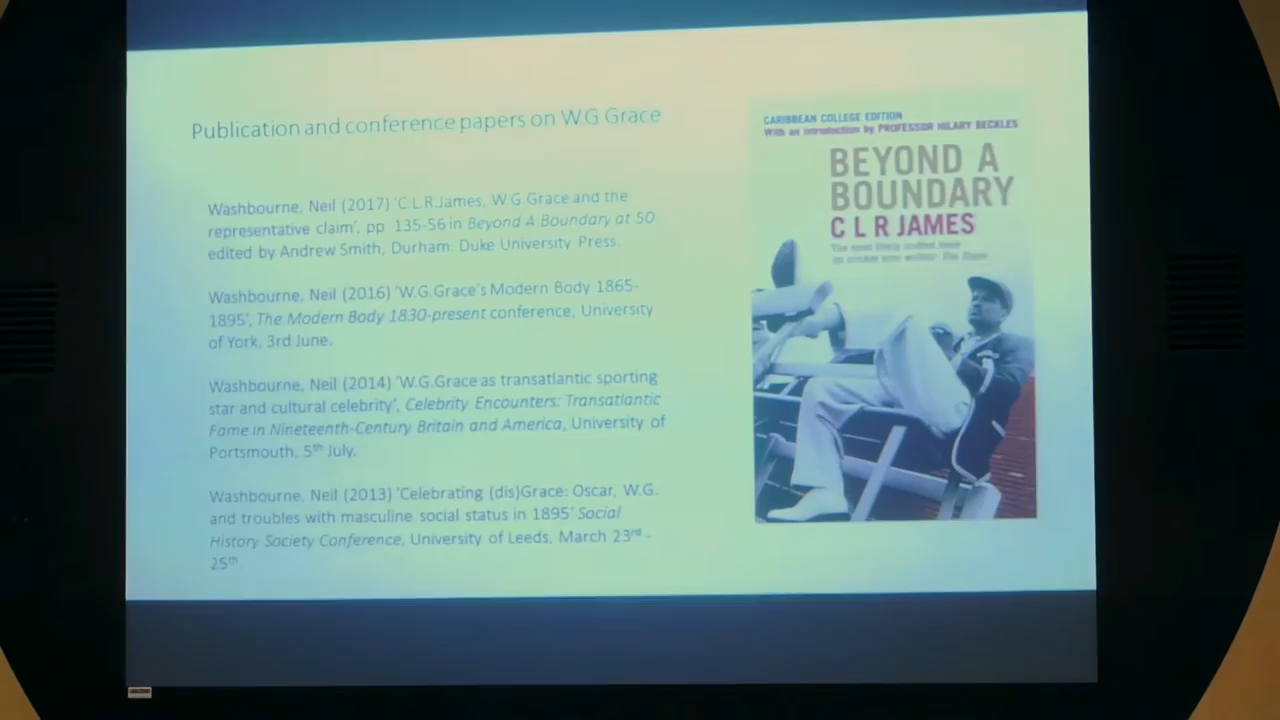 Publication and conference papers on W.G Grace
Washbourne, Neil (2017) 'C.L.R.James, W.G.Grace and the
representative claim', pp 135-56 in Beyond A Boundary at 50
edited by Andrew Smith, Durham: Duke University Press.
Washbourne, Neil (2016) 'W.G.Grace's Modern Body 1865-
1895', The Modern Body 1830-present conference, University
of York, 3rd June.
Washbourne, Neil (2014) 'W.G.Grace as transatlantic sporting
star and cultural celebrity', Celebrity Encounters: Transatlantic
Fame in Nineteenth-Century Britain and America, University of
Portsmouth, 5th July.
Washbourne, Neil (2013) 'Celebrating (dis)Grace: Oscar, W.G.
and troubles with masculine social status in 1895' Social
History Society Conference, University of Leeds, March 23rd -
25th.
CARIBBEAN COLLEGE EDITION
With an introduction by PROFESSOR HILARY BECKLES
BEYOND A
BOUNDARY
C L R JAMES